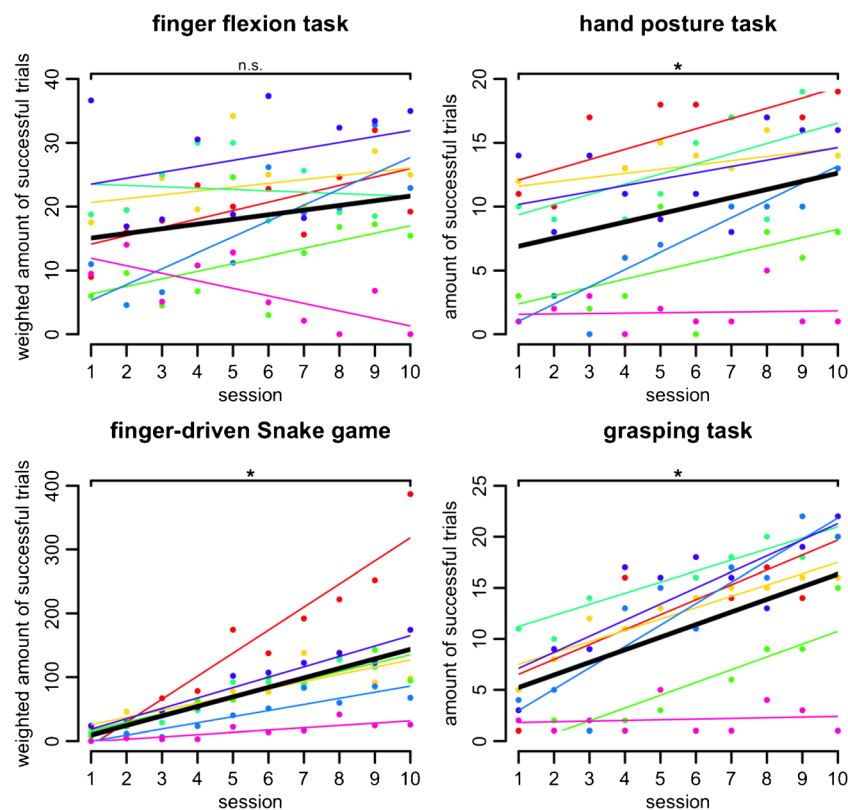 finger flexion task
n.s.
weighted amount of successful trials
0 10 20 30 40
1 2 3 4 5 6 7 8 9 10
session
hand posture task
*
amount of successful trials
0 5 10 15 20
1 2 3 4 5 6 7 8 9 10
session
finger-driven Snake game
*
weighted amount of successful trials
0 100 200 300 400
1 2 3 4 5 6 7 8 9 10
session
grasping task
*
amount of successful trials
0 5 10 15 20 25
1 2 3 4 5 6 7 8 9 10
session